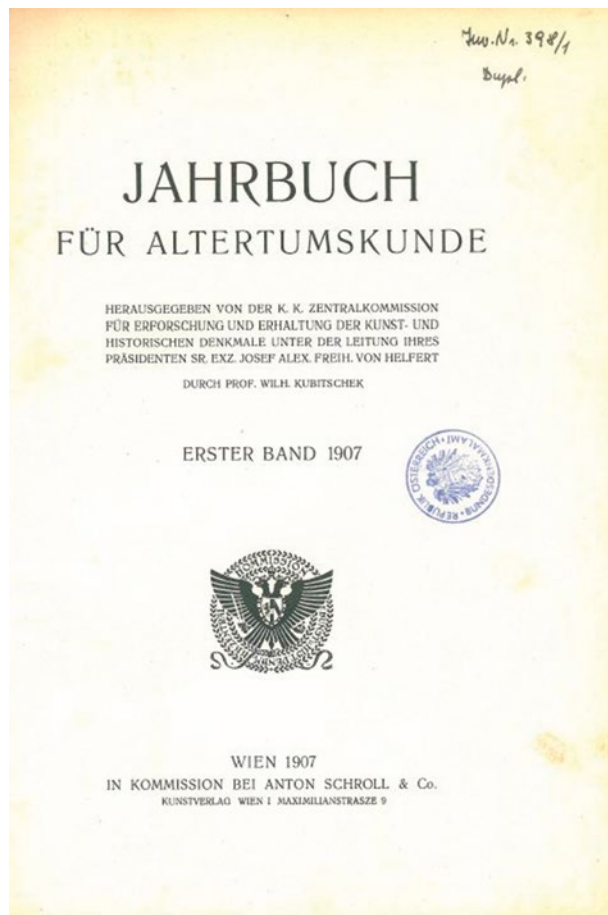 Inv. Nr. 398/1
Dupl.
JAHRBUCH
FÜR ALTERTUMSKUNDE
HERAUSGEGEBEN VON DER K. K. ZENTRALKOMMISSION
FÜR ERFORSCHUNG UND ERHALTUNG DER KUNST- UND
HISTORISCHEN DENKMALE UNTER DER LEITUNG IHRES
PRÄSIDENTEN SR. EXZ. JOSEF ALEX. FREIH. VON HELFERT
DURCH PROF. WILH. KUBITSCHEK
ERSTER BAND 1907
REPUBLIK ÖSTERREICH • BUNDESDENKMALAMT •
KOMMISSION
WIEN 1907
IN KOMMISSION BEI ANTON SCHROLL & Co.
KUNSTVERLAG WIEN I MAXIMILIANSTRASZE 9